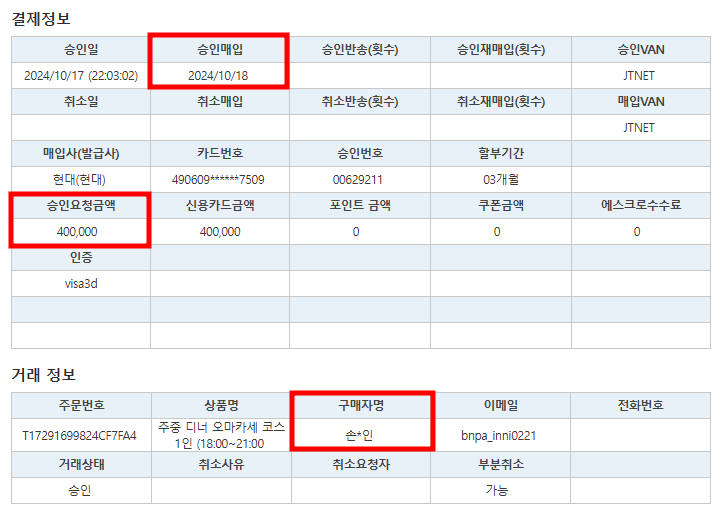 결제정보
승인일 승인매입 승인반송(횟수) 승인재매입(횟수) 승인VAN
2024/10/17 (22:03:02) 2024/10/18 JTNET
취소일 취소매입 취소반송(횟수) 취소재매입(횟수) 매입VAN
JTNET
매입사(발급사) 카드번호 승인번호 할부기간
현대(현대) 490609******7509 00629211 03개월
승인요청금액 신용카드금액 포인트 금액 쿠폰금액 에스크로수수료
400,000 400,000 0 0 0
인증
visa3d
거래 정보
주문번호 상품명 구매자명 이메일 전화번호
T17291699824CF7FA4 주중 디너 오마카세 코스 손*인 bnpa_inni0221
1인 (18:00~21:00
거래상태 취소사유 취소요청자 부분취소
승인 가능